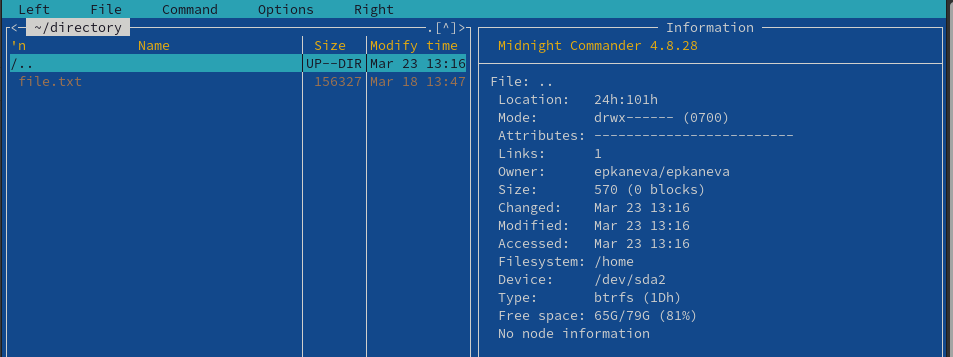 Left File Command Options Right
<- ~/directory .[^]>
'n Name Size Modify time
/.. UP--DIR Mar 23 13:16
file.txt 156327 Mar 18 13:47
Information
Midnight Commander 4.8.28
File: ..
Location: 24h:101h
Mode: drwx------ (0700)
Attributes: -------------------------
Links: 1
Owner: epkaneva/epkaneva
Size: 570 (0 blocks)
Changed: Mar 23 13:16
Modified: Mar 23 13:16
Accessed: Mar 23 13:16
Filesystem: /home
Device: /dev/sda2
Type: btrfs (1Dh)
Free space: 65G/79G (81%)
No node information